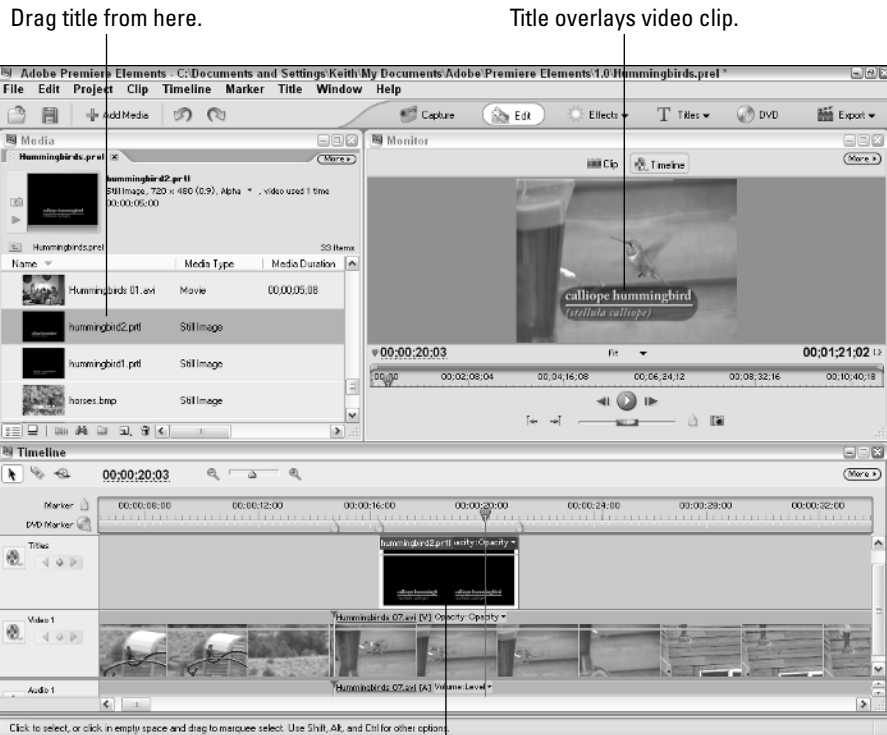 Drag title from here.
Title overlays video clip.
Adobe Premiere Elements - C:\Documents and Settings\Keith\My Documents\Adobe\Premiere Elements\1.0\Hummingbirds.prel *
File Edit Project Clip Timeline Marker Title Window Help
Add Media
Capture
Edit
Effects
Titles
DVD
Export
Media
Hummingbirds.prel
More
hummingbird2.prtl
Still Image, 720 x 480 (0.9), Alpha , video used 1 time
00;00;05;00
Hummingbirds.prel
33 Items
Name Media Type Media Duration
Hummingbirds 01.avi Movie 00;00;05;08
hummingbird2.prtl Still Image
hummingbird1.prtl Still Image
horses.bmp Still Image
Monitor
Clip
Timeline
More
calliope hummingbird
(stellula calliope)
00;00;20;03
Fit
00;01;21;02
00;00 00;02;08;04 00;04;16;08 00;06;24;12 00;08;32;16 00;10;40;18
Timeline
00;00;20;03
More
Marker
00;00;08;00 00;00;12;00 00;00;16;00 00;00;20;00 00;00;24;00 00;00;28;00 00;00;32;00
DVD Marker
Titles
hummingbird2.prtl acity:Opacity
Video 1
Hummingbirds 07.avi [V] Opacity:Opacity
Audio 1
Hummingbirds 07.avi [A] Volume:Level
Click to select, or click in empty space and drag to marquee select. Use Shift, Alt, and Ctrl for other options.